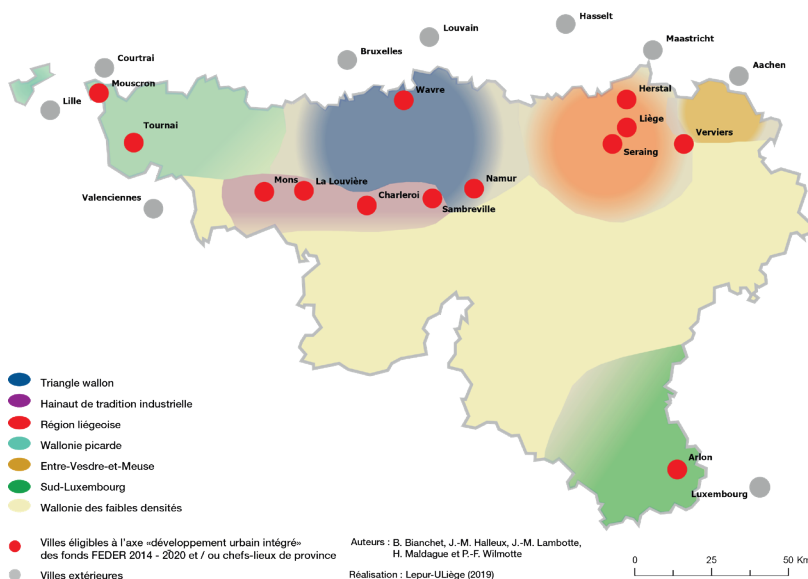 Hasselt
Louvain
Maastricht
Bruxelles
Courtrai
Aachen
Mouscron
Wavre
Herstal
Lille
Liège
Tournai
Verviers
Seraing
Mons
La Louvière
Namur
Valenciennes
Charleroi
Sambreville
Triangle wallon
Hainaut de tradition industrielle
Région liégeoise
Wallonie picarde
Entre-Vesdre-et-Meuse
Sud-Luxembourg
Wallonie des faibles densités
Arlon
Luxembourg
Villes éligibles à l'axe «développement urbain intégré»
des fonds FEDER 2014 - 2020 et / ou chefs-lieux de province
Villes extérieures
Auteurs : B. Bianchet, J.-M. Halleux, J.-M. Lambotte,
H. Maldague et P.-F. Wilmotte
Réalisation : Lepur-ULiège (2019)
0 25 50 Km